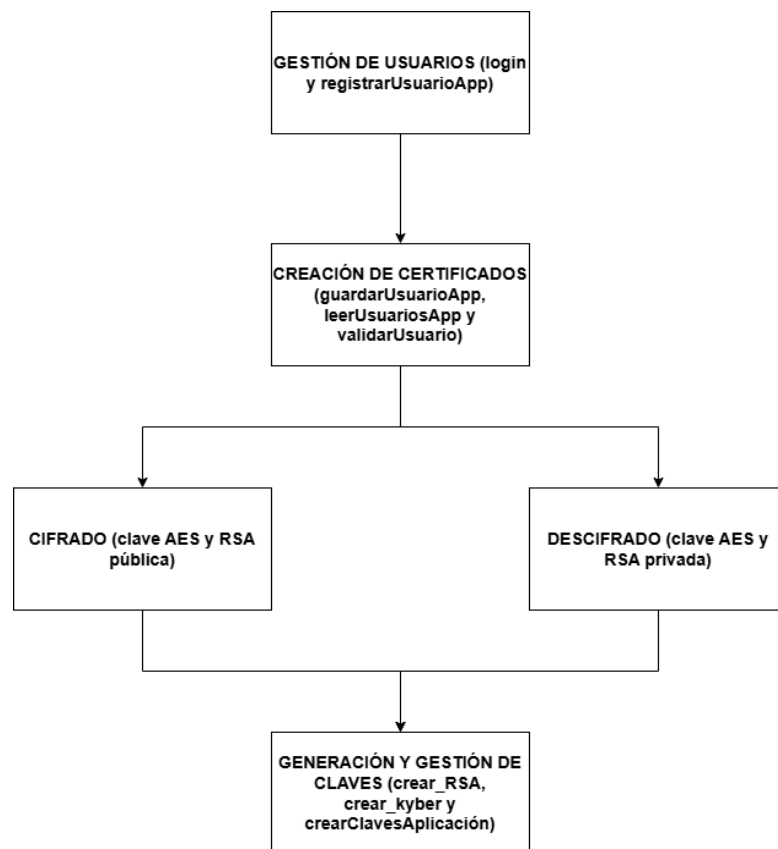 GESTIÓN DE USUARIOS (login
y registrarUsuarioApp)
CREACIÓN DE CERTIFICADOS
(guardarUsuarioApp,
leerUsuariosApp y
validarUsuario)
CIFRADO (clave AES y RSA
pública)
DESCIFRADO (clave AES y
RSA privada)
GENERACIÓN Y GESTIÓN DE
CLAVES (crear_RSA,
crear_kyber y
crearClavesAplicación)